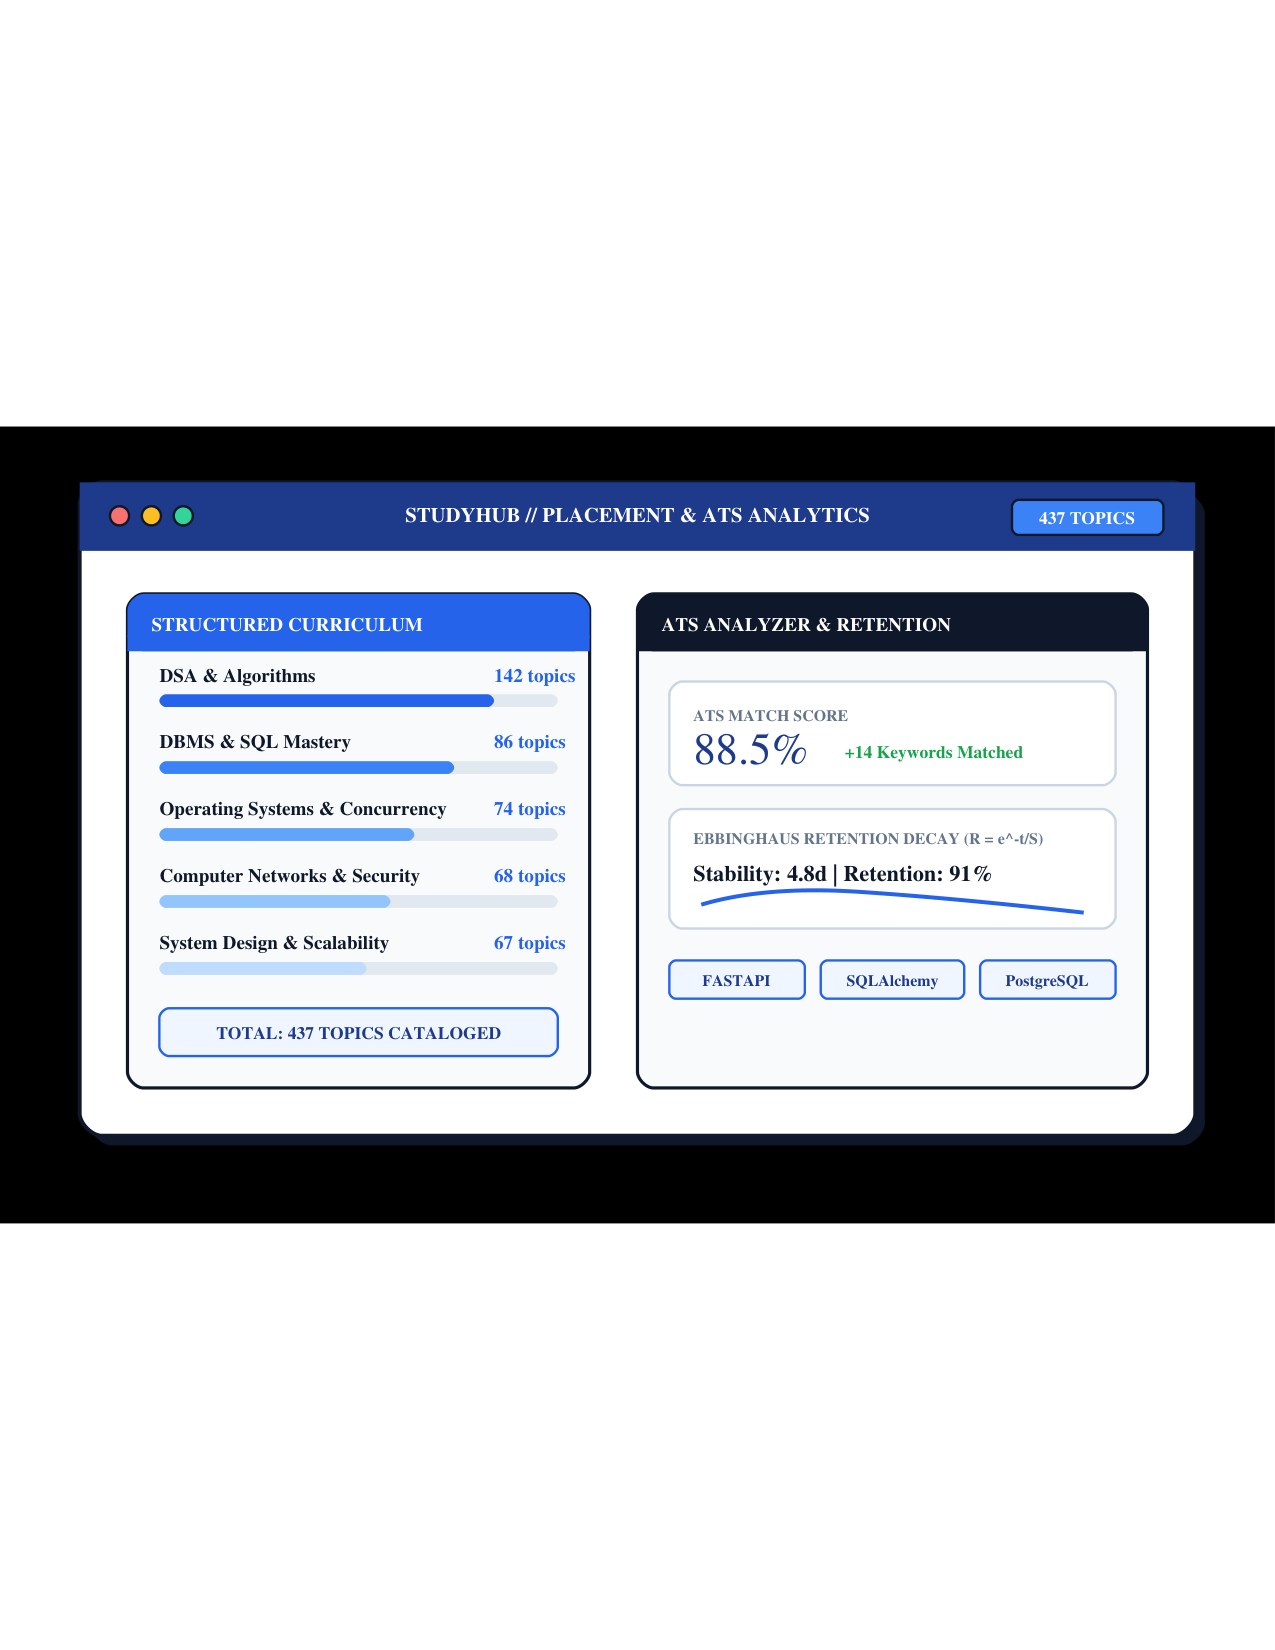 STUDYHUB // PLACEMENT & ATS ANALYTICS
437 TOPICS
STRUCTURED CURRICULUM
DSA & Algorithms 142 topics
DBMS & SQL Mastery 86 topics
Operating Systems & Concurrency 74 topics
Computer Networks & Security 68 topics
System Design & Scalability 67 topics
TOTAL: 437 TOPICS CATALOGED
ATS ANALYZER & RETENTION
ATS MATCH SCORE
88.5% +14 Keywords Matched
EBBINGHAUS RETENTION DECAY (R = e^-t/S)
Stability: 4.8d | Retention: 91%
FASTAPI SQLAlchemy PostgreSQL